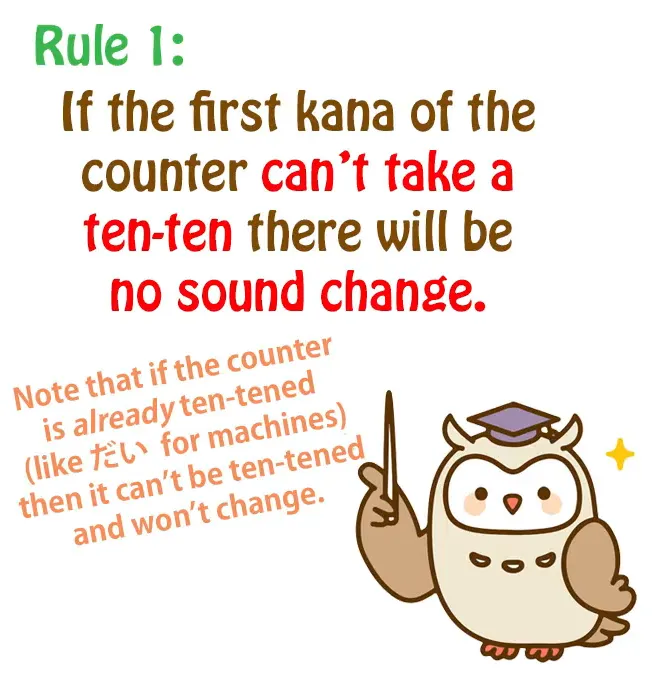 Rule 1:
If the first kana of the
counter can't take a
ten-ten there will be
no sound change.
Note that if the counter
is already ten-tened
(like だい for machines)
then it can't be ten-tened
and won't change.